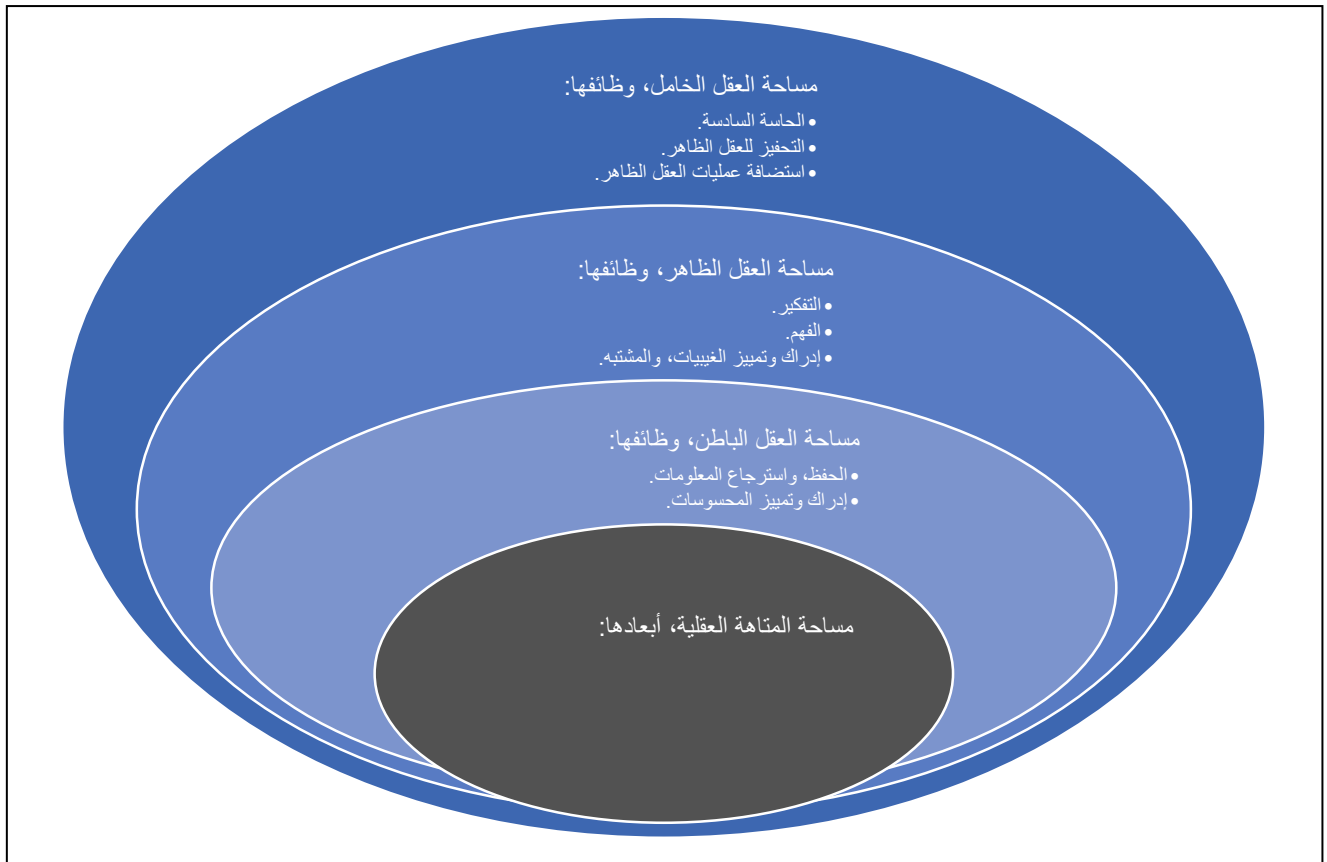 مساحة العقل الخامل، وظائفها:
• الحاسة السادسة.
• التحفيز للعقل الظاهر.
• استضافة عمليات العقل الظاهر.
مساحة العقل الظاهر، وظائفها:
• التفكير.
• الفهم.
• إدراك وتمييز الغيبيات، والمشتبه.
مساحة العقل الباطن، وظائفها:
• الحفظ، واسترجاع المعلومات.
• إدراك وتمييز المحسوسات.
مساحة المتاهة العقلية، أبعادها: